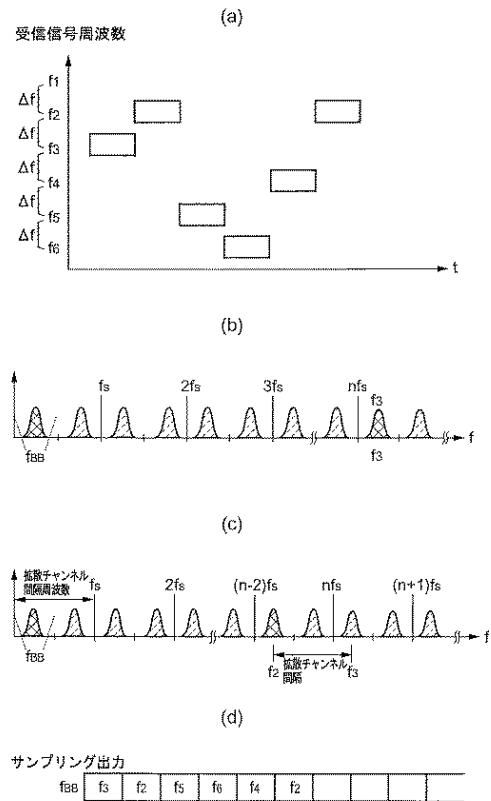 (a)
受信信号周波数
f1
Δf
f2
Δf
f3
Δf
f4
Δf
f5
Δf
f6
t
(b)
fs 2fs 3fs nfs
f3
fBB f3 f
(c)
拡散チャンネル
間隔周波数
fs 2fs (n-2)fs nfs (n+1)fs
f
fBB f2 拡散チャンネル 間隔 f3
(d)
サンプリング出力
fBB f3 f2 f5 f6 f4 f2